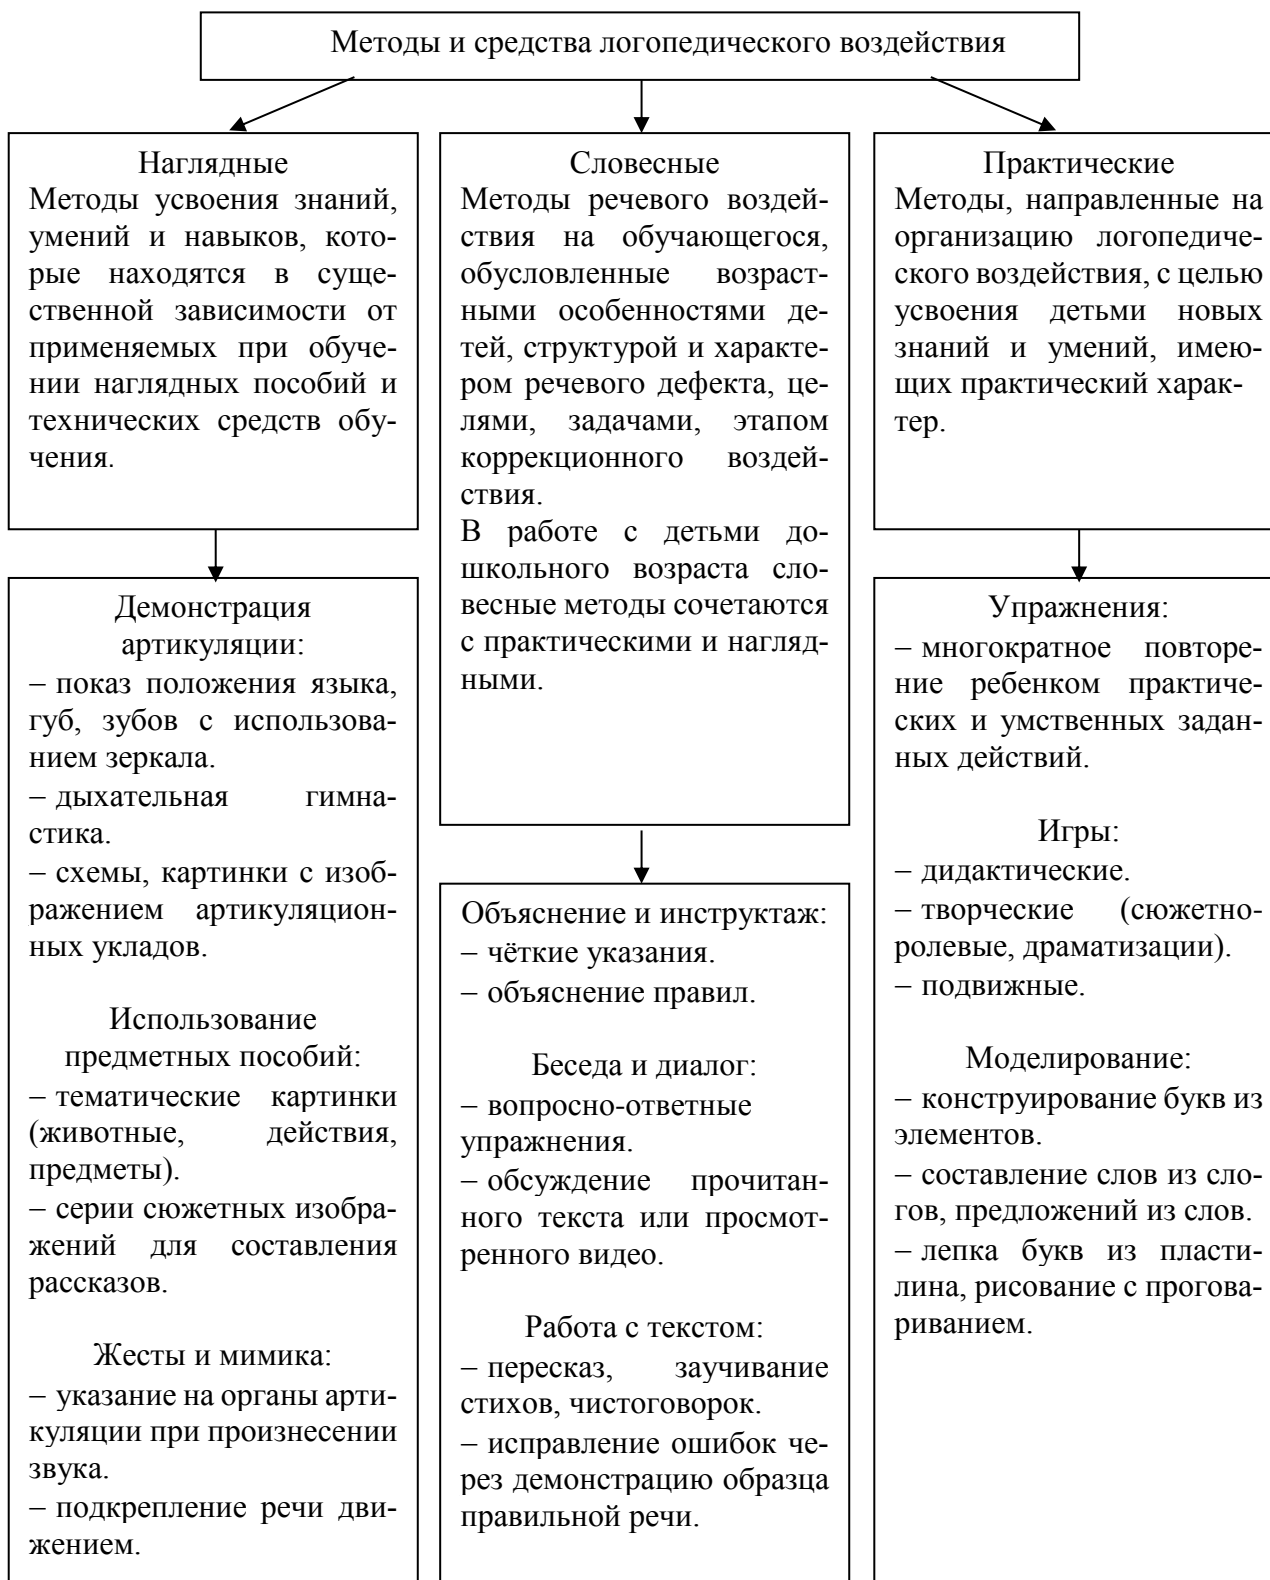 Методы и средства логопедического воздействия
Наглядные
Методы усвоения знаний,
умений и навыков, кото-
рые находятся в суще-
ственной зависимости от
применяемых при обуче-
нии наглядных пособий и
технических средств обу-
чения.
Словесные
Методы речевого воздей-
ствия на обучающегося,
обусловленные возраст-
ными особенностями де-
тей, структурой и характе-
ром речевого дефекта, це-
лями, задачами, этапом
коррекционного воздей-
ствия.
В работе с детьми до-
школьного возраста сло-
весные методы сочетаются
с практическими и нагляд-
ными.
Практические
Методы, направленные на
организацию логопедиче-
ского воздействия, с целью
усвоения детьми новых
знаний и умений, имею-
щих практический харак-
тер.
Демонстрация
артикуляции:
– показ положения языка,
губ, зубов с использова-
нием зеркала.
– дыхательная гимна-
стика.
– схемы, картинки с изоб-
ражением артикуляцион-
ных укладов.
Использование
предметных пособий:
– тематические картинки
(животные, действия,
предметы).
– серии сюжетных изобра-
жений для составления
рассказов.
Жесты и мимика:
– указание на органы арти-
куляции при произнесении
звука.
– подкрепление речи дви-
жением.
Объяснение и инструктаж:
– чёткие указания.
– объяснение правил.
Беседа и диалог:
– вопросно-ответные
упражнения.
– обсуждение прочитан-
ного текста или просмот-
ренного видео.
Работа с текстом:
– пересказ, заучивание
стихов, чистоговорок.
– исправление ошибок че-
рез демонстрацию образца
правильной речи.
Упражнения:
– многократное повторе-
ние ребенком практиче-
ских и умственных задан-
ных действий.
Игры:
– дидактические.
– творческие (сюжетно-
ролевые, драматизации).
– подвижные.
Моделирование:
– конструирование букв из
элементов.
– составление слов из сло-
гов, предложений из слов.
– лепка букв из пласти-
лина, рисование с прогова-
риванием.